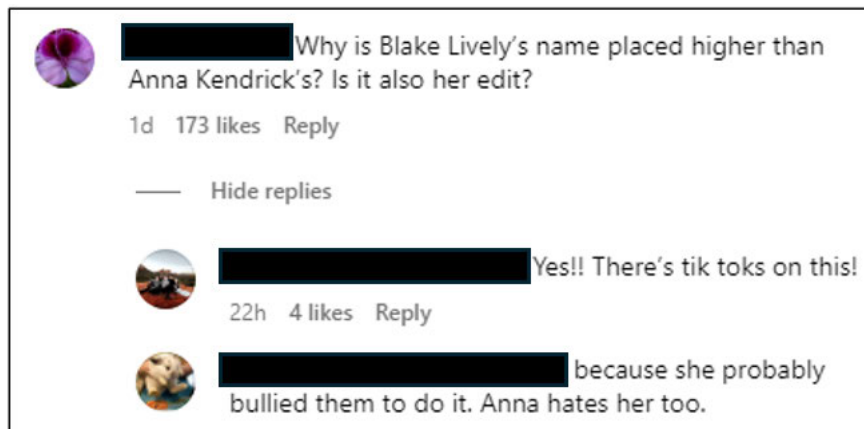 Why is Blake Lively’s name placed higher than
Anna Kendrick’s? Is it also her edit?
1d 173 likes Reply
Hide replies
Yes!! There’s tik toks on this!
22h 4 likes Reply
because she probably
bullied them to do it. Anna hates her too.